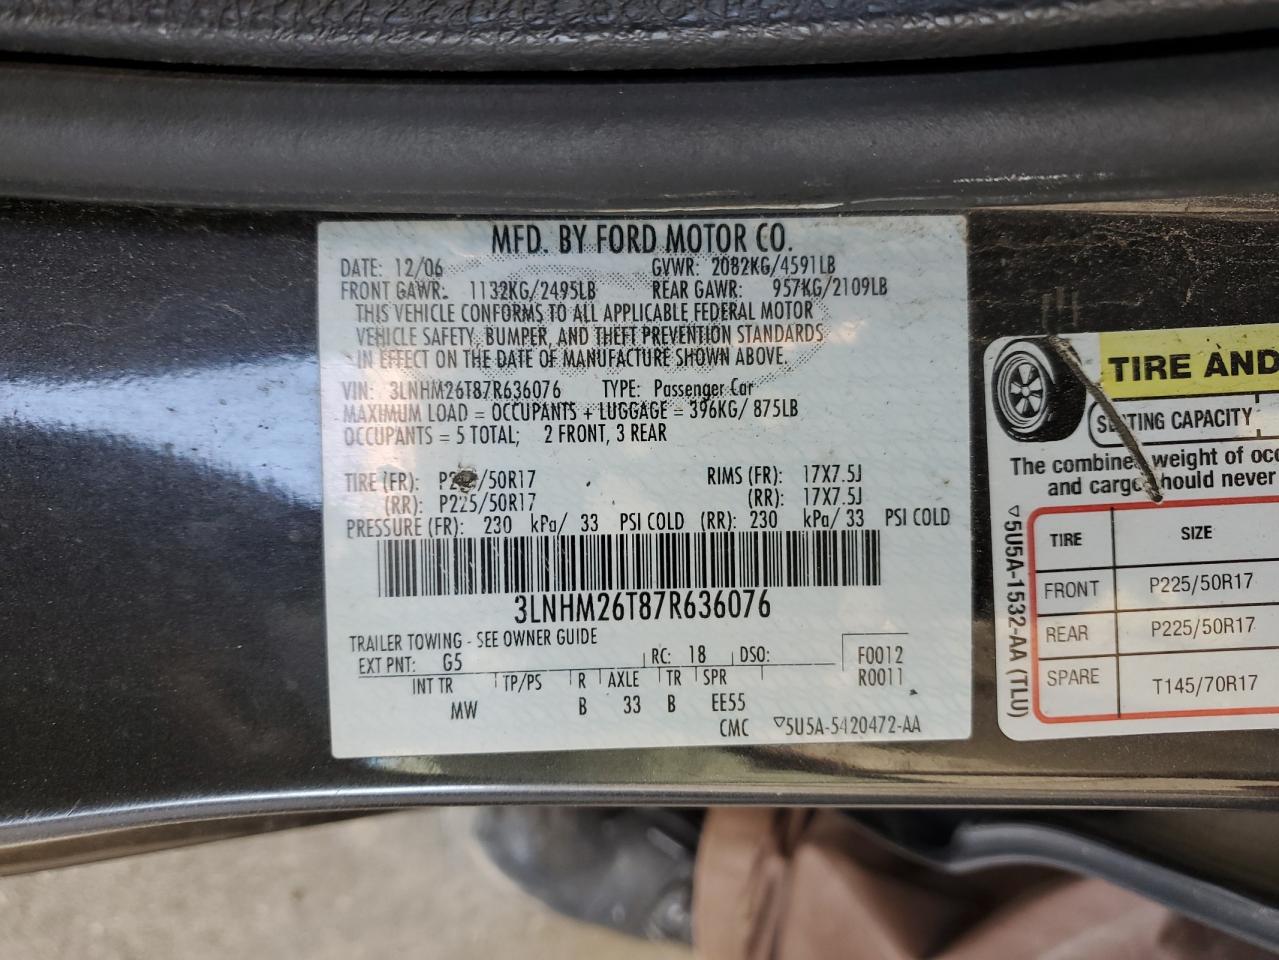 MFD. BY FORD MOTOR CO.
DATE: 12/06 GVWR: 2082KG/4591LB
FRONT GAWR: 1132KG/2495LB REAR GAWR: 957KG/2109LB
THIS VEHICLE CONFORMS TO ALL APPLICABLE FEDERAL MOTOR
VEHICLE SAFETY, BUMPER, AND THEFT PREVENTION STANDARDS
IN EFFECT ON THE DATE OF MANUFACTURE SHOWN ABOVE.
VIN: 3LNHM26T87R636076 TYPE: Passenger Car
MAXIMUM LOAD = OCCUPANTS + LUGGAGE = 396KG/ 875LB
OCCUPANTS = 5 TOTAL; 2 FRONT, 3 REAR
TIRE (FR): /50R17 RIMS (FR): 17X7.5J
(RR): P225/50R17 (RR): 17X7.5J
PRESSURE (FR): 230 kPa/ 33 PSI COLD (RR): 230 kPa/ 33 PSI COLD
3LNHM26T87R636076
TRAILER TOWING - SEE OWNER GUIDE
EXT PNT: G5 RC: 18 DSO: F0012
R0011
INT TR TP/PS R AXLE TR SPR
MW B 33 B EE55
CMC ▽5U5A-5420472-AA
TIRE AND
SEATING CAPACITY
The combined weight of
and cargo should never
▽5U5A-1532-AA (TLU)
TIRE SIZE
FRONT P225/50R17
REAR P225/50R17
SPARE T145/70R17